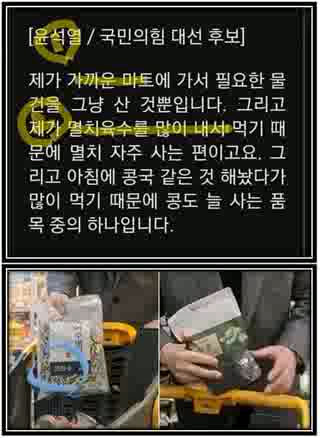 [윤석열 / 국민의힘 대선 후보]
제가 가까운 마트에 가서 필요한 물
건을 그냥 산 것뿐입니다. 그리고
제가 멸치육수를 많이 내서 먹기 때
문에 멸치 자주 사는 편이고요. 그
리고 아침에 콩국 같은 것 해놨다가
많이 먹기 때문에 콩도 늘 사는 품
목 중의 하나입니다.